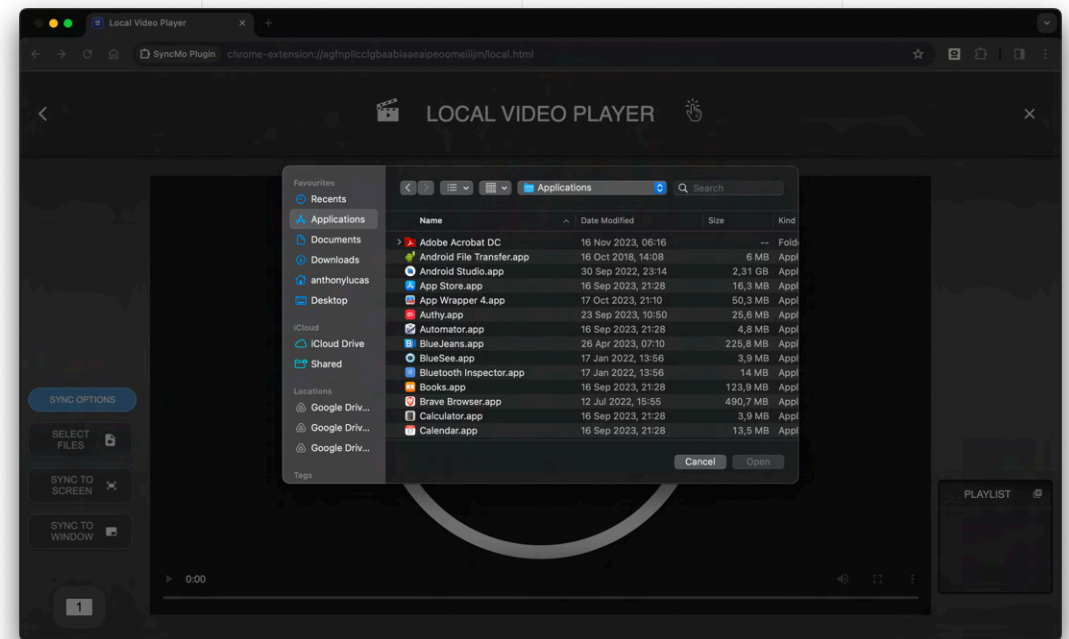 Local Video Player
SyncMo Plugin chrome-extension://agfnpilcclgbaabiaaeaipeoomeiiijm/local.html
LOCAL VIDEO PLAYER
Favourites
Recents
Applications
Documents
Downloads
anthonylucas
Desktop
iCloud
iCloud Drive
Shared
Locations
Google Driv...
Google Driv...
Google Driv...
Tags
Applications
Search
Name Date Modified Size Kind
Adobe Acrobat DC 16 Nov 2023, 06:16 -- Folde
Android File Transfer.app 16 Oct 2018, 14:08 6 MB Appl
Android Studio.app 30 Sep 2022, 23:14 2,31 GB Appl
App Store.app 16 Sep 2023, 21:28 16,3 MB Appl
App Wrapper 4.app 17 Oct 2023, 21:10 50,3 MB Appl
Authy.app 23 Sep 2023, 10:50 25,6 MB Appl
Automator.app 16 Sep 2023, 21:28 4,8 MB Appl
BlueJeans.app 26 Apr 2023, 07:10 225,8 MB Appl
BlueSee.app 17 Jan 2022, 13:56 3,9 MB Appl
Bluetooth Inspector.app 17 Jan 2022, 13:56 14 MB Appl
Books.app 16 Sep 2023, 21:28 123,9 MB Appl
Brave Browser.app 12 Jul 2022, 15:55 490,7 MB Appl
Calculator.app 16 Sep 2023, 21:28 3,9 MB Appl
Calendar.app 16 Sep 2023, 21:28 13,5 MB Appl
Cancel Open
SYNC OPTIONS
SELECT
FILES
SYNC TO
SCREEN
SYNC TO
WINDOW
1
0:00
PLAYLIST